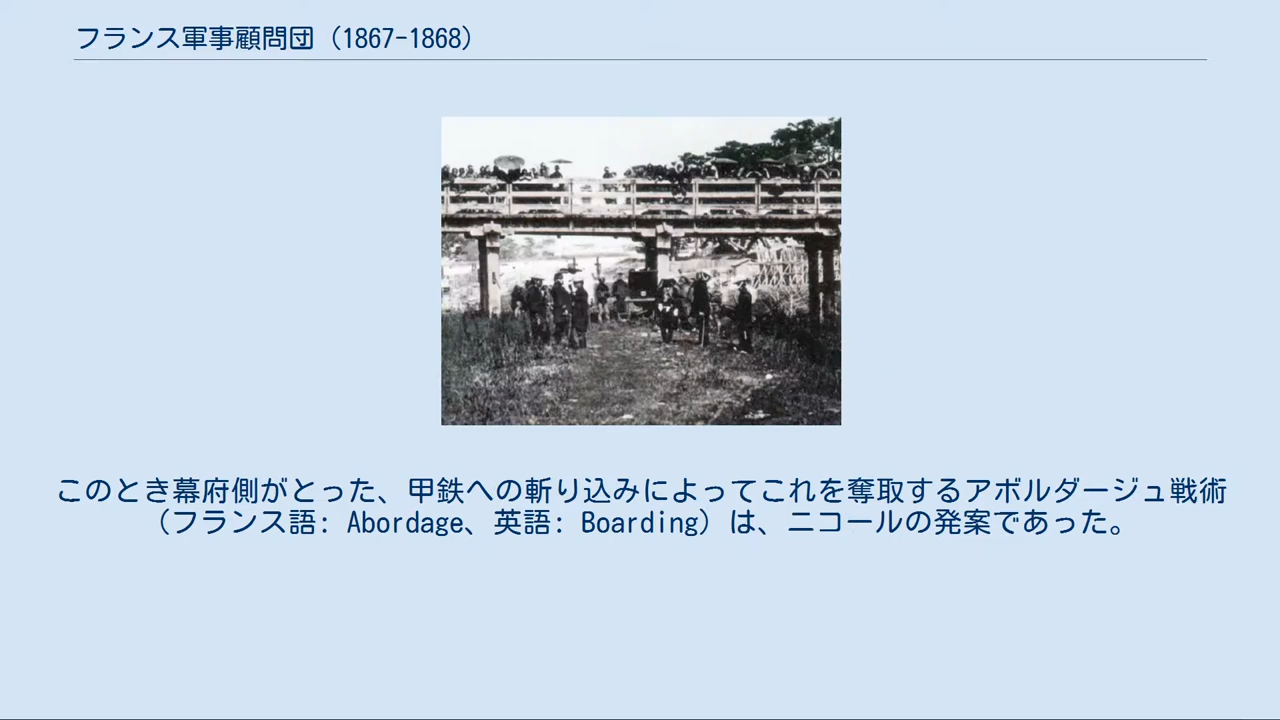 フランス軍事顧問団（1867-1868）
このとき幕府側がとった、甲鉄への斬り込みによってこれを奪取するアボルダージュ戦術
（フランス語: Abordage、英語: Boarding）は、ニコールの発案であった。